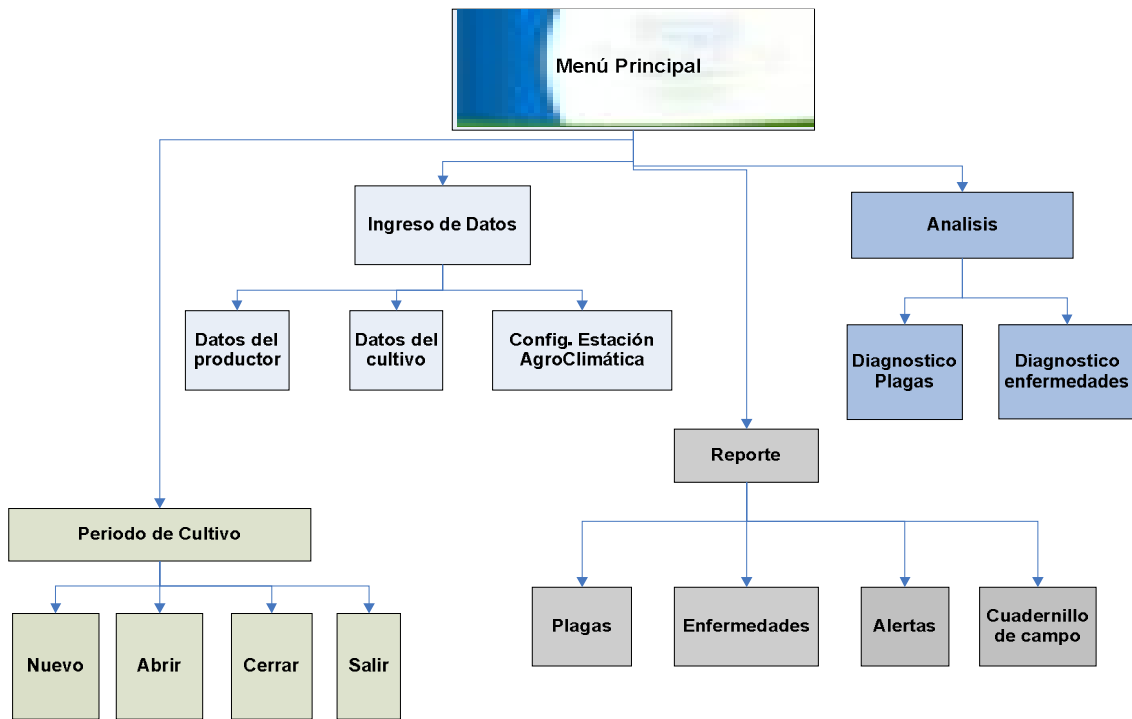 Menú Principal
Ingreso de Datos
Analisis
Datos del
productor
Datos del
cultivo
Config. Estación
AgroClimática
Diagnostico
Plagas
Diagnostico
enfermedades
Reporte
Periodo de Cultivo
Plagas
Enfermedades
Alertas
Cuadernillo
de campo
Nuevo
Abrir
Cerrar
Salir